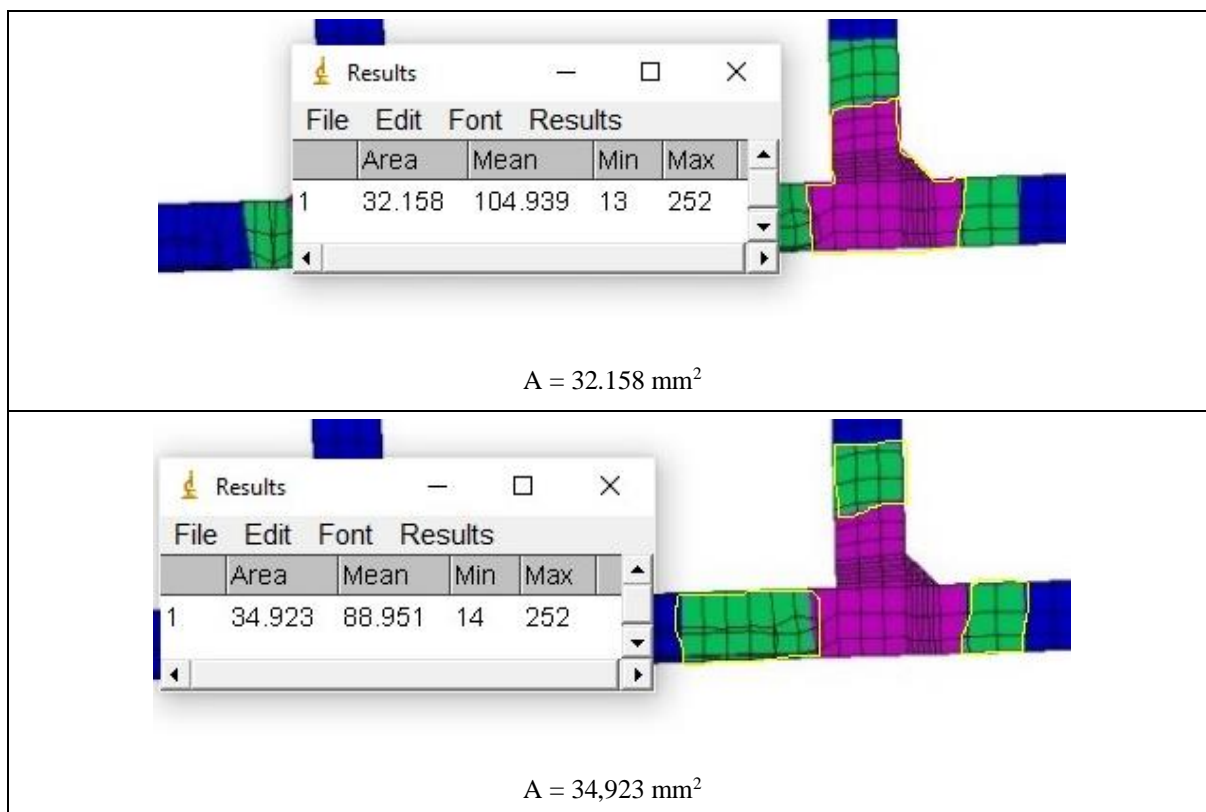 Results
File Edit Font Results
Area Mean Min Max
1 32.158 104.939 13 252
A = 32.158 mm²
Results
File Edit Font Results
Area Mean Min Max
1 34.923 88.951 14 252
A = 34,923 mm²